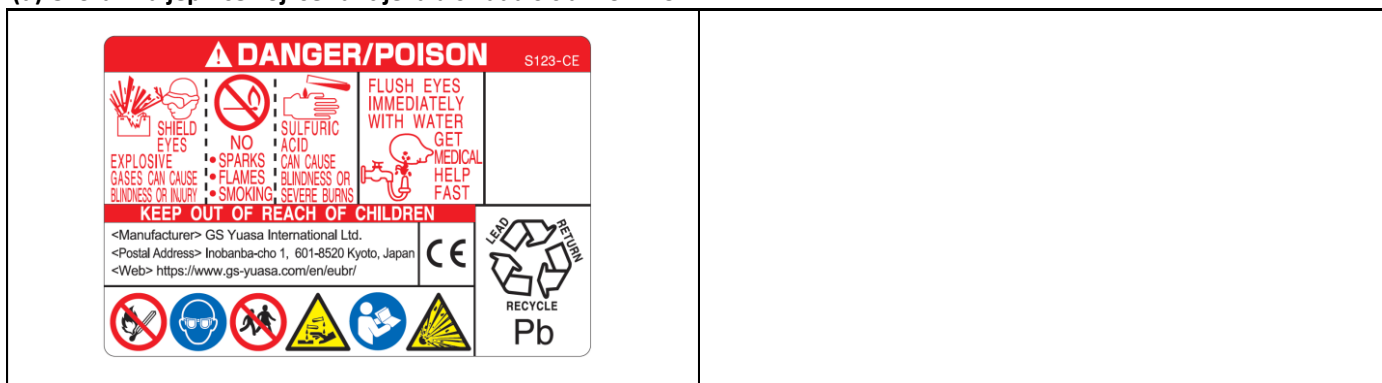 DANGER/POISON
S123-CE
SHIELD
EYES
EXPLOSIVE
GASES CAN CAUSE
BLINDNESS OR INJURY
NO
• SPARKS
• FLAMES
• SMOKING
SULFURIC
ACID
CAN CAUSE
BLINDNESS OR
SEVERE BURNS
FLUSH EYES
IMMEDIATELY
WITH WATER
GET
MEDICAL
HELP
FAST
KEEP OUT OF REACH OF CHILDREN
<Manufacturer> GS Yuasa International Ltd.
<Postal Address> Inobanba-cho 1, 601-8520 Kyoto, Japan
<Web> https://www.gs-yuasa.com/en/eubr/
CE
LEAD
RETURN
RECYCLE
Pb